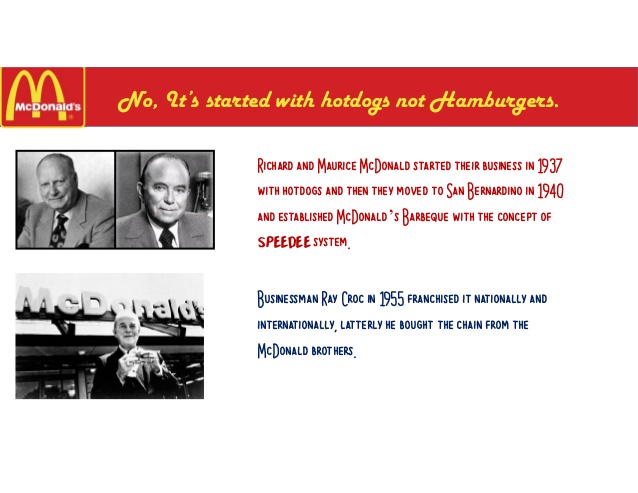 McDonald's
No, It's started with hotdogs not Hamburgers.
Richard and Maurice McDonald started their business in 1937
with hotdogs and then they moved to San Bernardino in 1940
and established McDonald's Barbeque with the concept of
SPEEDEE system.
McDonald's
Businessman Ray Croc in 1955 franchised it nationally and
internationally, latterly he bought the chain from the
McDonald brothers.